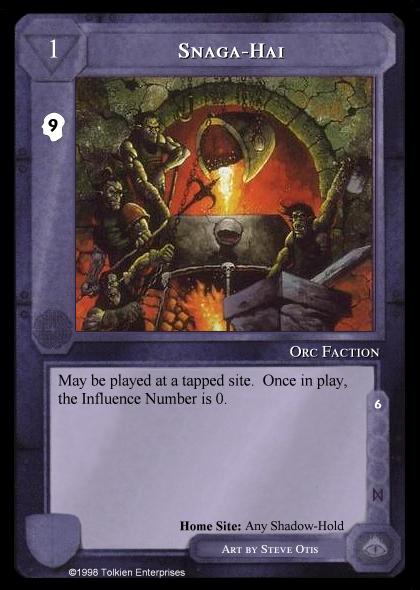 1
SNAGA-HAI
9
ORC FACTION
May be played at a tapped site. Once in play,
the Influence Number is 0.
6
Home Site: Any Shadow-Hold
ART BY STEVE OTIS
©1998 Tolkien Enterprises